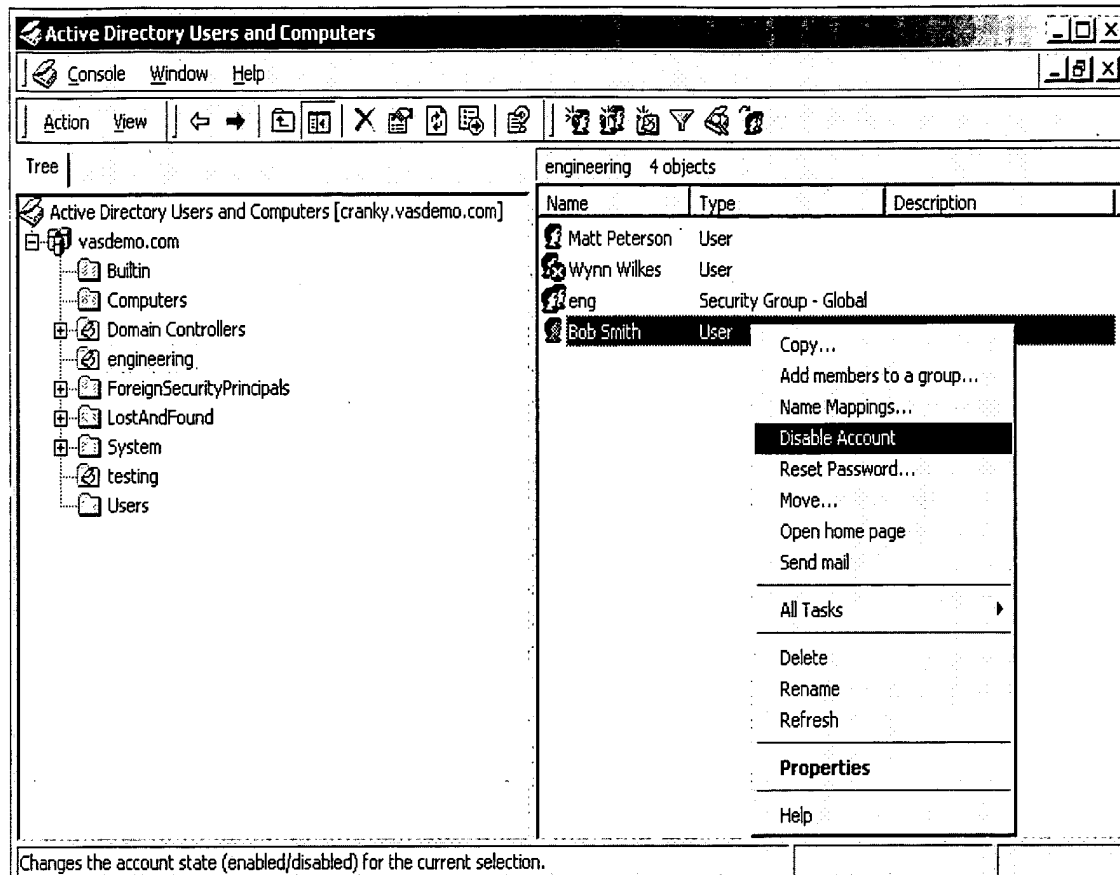 Active Directory Users and Computers
Console Window Help
Action View
Tree
engineering 4 objects
Active Directory Users and Computers [cranky.vasdemo.com]
vasdemo.com
Builtin
Computers
Domain Controllers
engineering
ForeignSecurityPrincipals
LostAndFound
System
testing
Users
Name Type Description
Matt Peterson User
Wynn Wilkes User
eng Security Group - Global
Bob Smith User
Copy...
Add members to a group...
Name Mappings...
Disable Account
Reset Password...
Move...
Open home page
Send mail
All Tasks
Delete
Rename
Refresh
Properties
Help
Changes the account state (enabled/disabled) for the current selection.